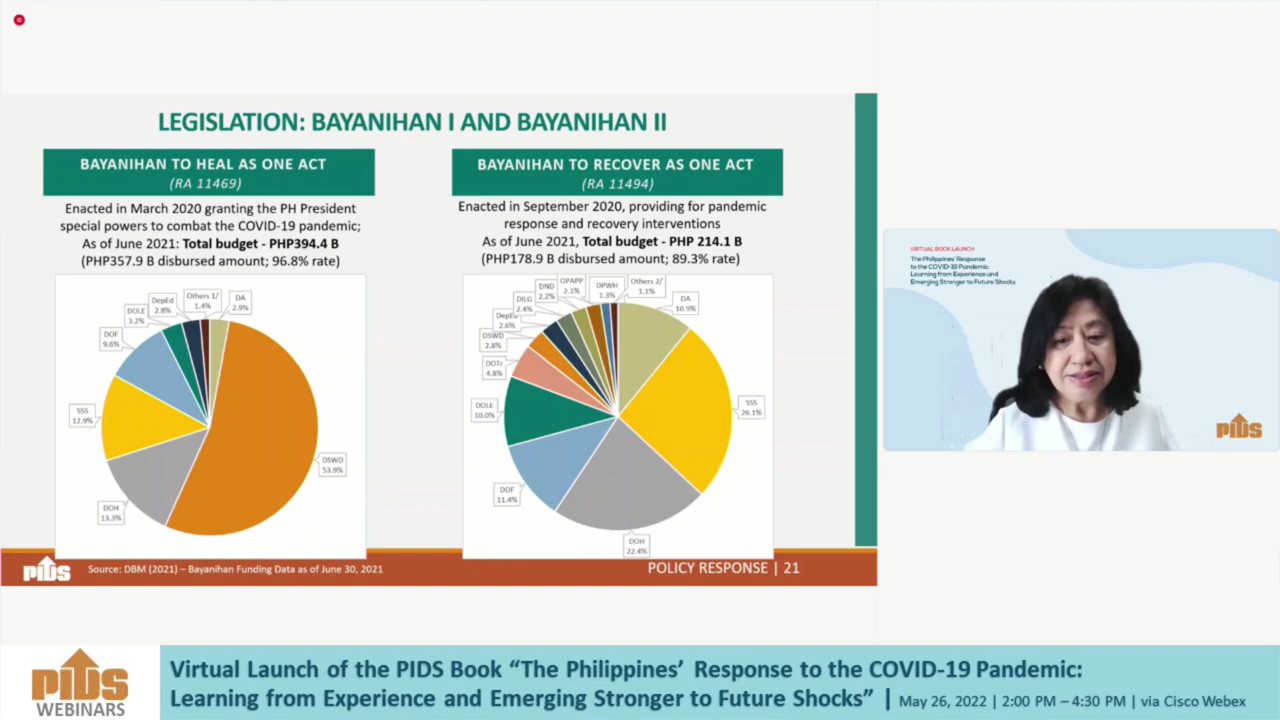 LEGISLATION: BAYANIHAN I AND BAYANIHAN II
BAYANIHAN TO HEAL AS ONE ACT
(RA 11469)
Enacted in March 2020 granting the PH President
special powers to combat the COVID-19 pandemic;
As of June 2021: Total budget - PHP394.4 B
(PHP357.9 B disbursed amount; 96.8% rate)
Others 1/
1.4%
DA
2.9%
DepEd
2.8%
DOLE
3.2%
DOF
9.6%
SSS
12.9%
DSWD
53.9%
DOH
13.3%
BAYANIHAN TO RECOVER AS ONE ACT
(RA 11494)
Enacted in September 2020, providing for pandemic
response and recovery interventions
As of June 2021, Total budget - PHP 214.1 B
(PHP178.9 B disbursed amount; 89.3% rate)
OPAPP
2.1%
DPWH
1.3%
Others 2/
1.1%
DND
2.2%
DILG
2.4%
DA
10.9%
DepEd
2.6%
DSWD
2.8%
DOTr
4.8%
DOLE
10.0%
SSS
26.1%
DOF
11.4%
DOH
22.4%
PIDS
Source: DBM (2021) – Bayanihan Funding Data as of June 30, 2021
POLICY RESPONSE | 21
VIRTUAL BOOK LAUNCH
The Philippines' Response
to the COVID-19 Pandemic:
Learning from Experience and
Emerging Stronger to Future Shocks
PIDS
PIDS
WEBINARS
Virtual Launch of the PIDS Book “The Philippines’ Response to the COVID-19 Pandemic:
Learning from Experience and Emerging Stronger to Future Shocks” | May 26, 2022 | 2:00 PM – 4:30 PM | via Cisco Webex